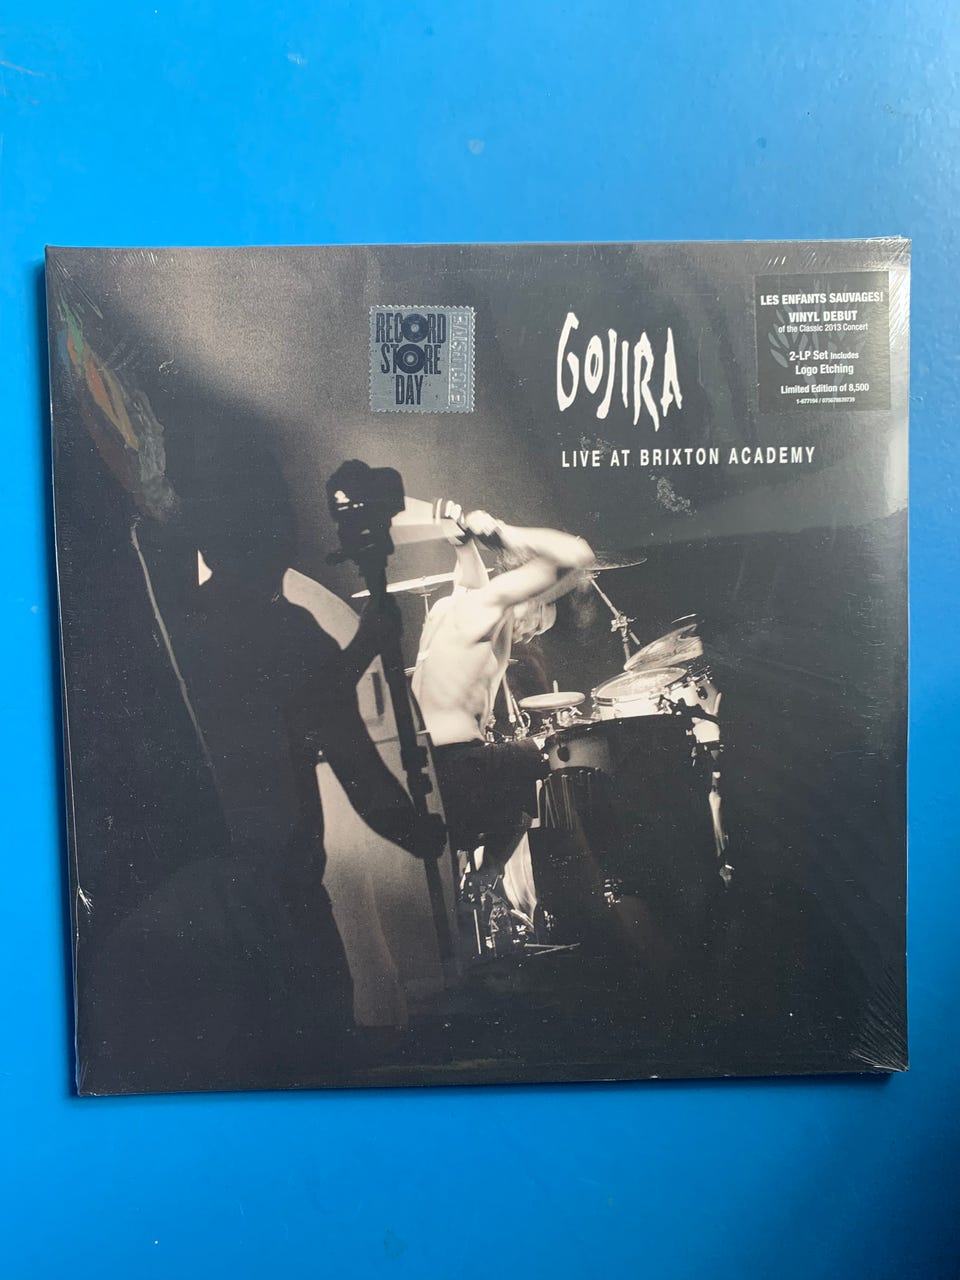 RECORD
STORE
DAY
EXCLUSIVE
GOJIRA
LIVE AT BRIXTON ACADEMY
LES ENFANTS SAUVAGES!
VINYL DEBUT
of the Classic 2013 Concert
2-LP Set Includes
Logo Etching
Limited Edition of 8,500